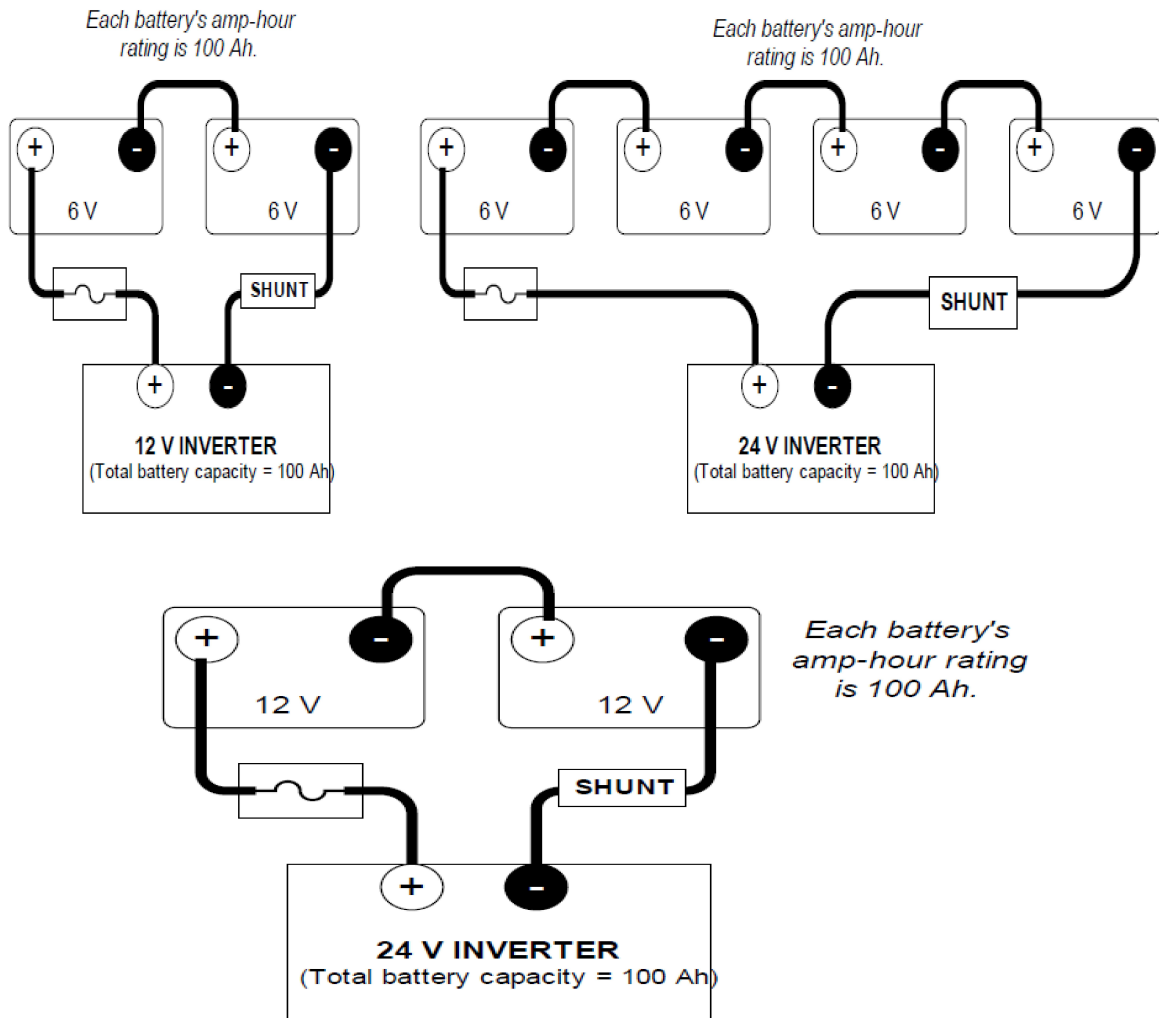 Each battery's amp-hour
rating is 100 Ah.
+
-
+
-
6 V
6 V
SHUNT
+
-
12 V INVERTER
(Total battery capacity = 100 Ah)
Each battery's amp-hour
rating is 100 Ah.
+
-
+
-
+
-
+
-
6 V
6 V
6 V
6 V
SHUNT
+
-
24 V INVERTER
(Total battery capacity = 100 Ah)
+
-
+
-
12 V
12 V
Each battery's
amp-hour rating
is 100 Ah.
SHUNT
+
-
24 V INVERTER
(Total battery capacity = 100 Ah)